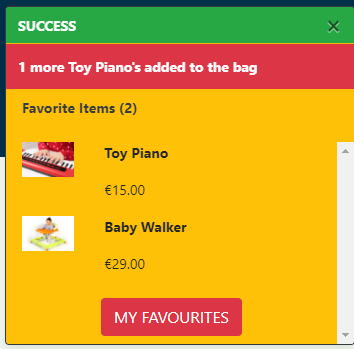 SUCCESS ×
1 more Toy Piano's added to the bag
Favorite Items (2)
Toy Piano
€15.00
Baby Walker
€29.00
MY FAVOURITES